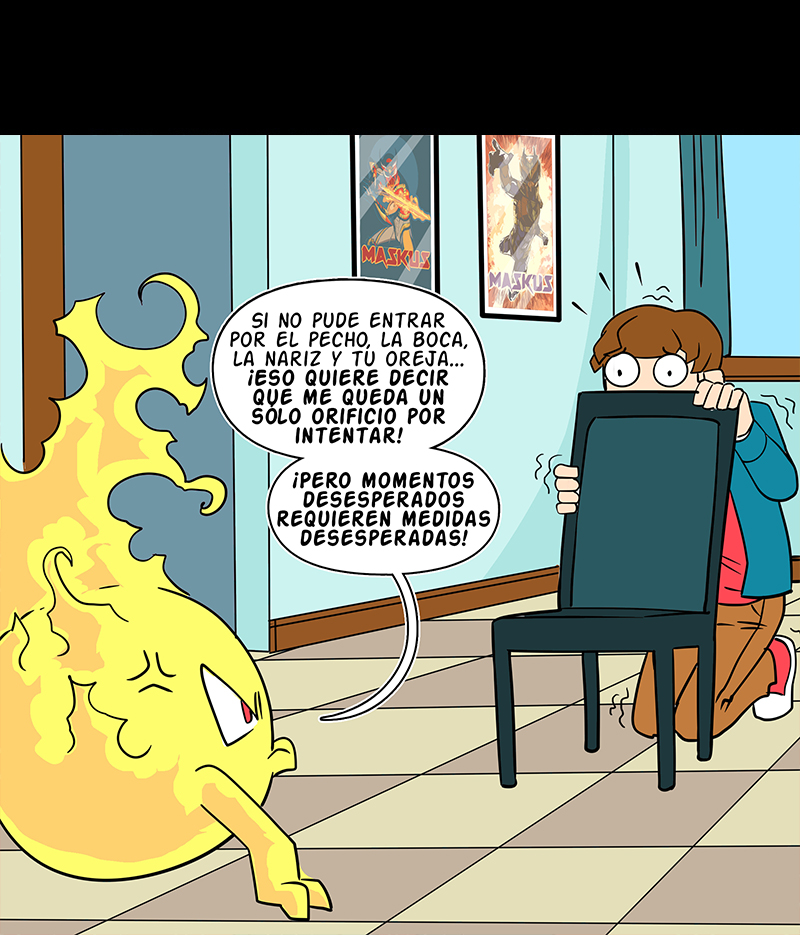 MASKUS
MASKUS
SI NO PUDE ENTRAR
POR EL PECHO, LA BOCA,
LA NARIZ Y TU OREJA...
¡ESO QUIERE DECIR
QUE ME QUEDA UN
SÓLO ORIFICIO POR
INTENTAR!
¡PERO MOMENTOS
DESESPERADOS
REQUIEREN MEDIDAS
DESESPERADAS!